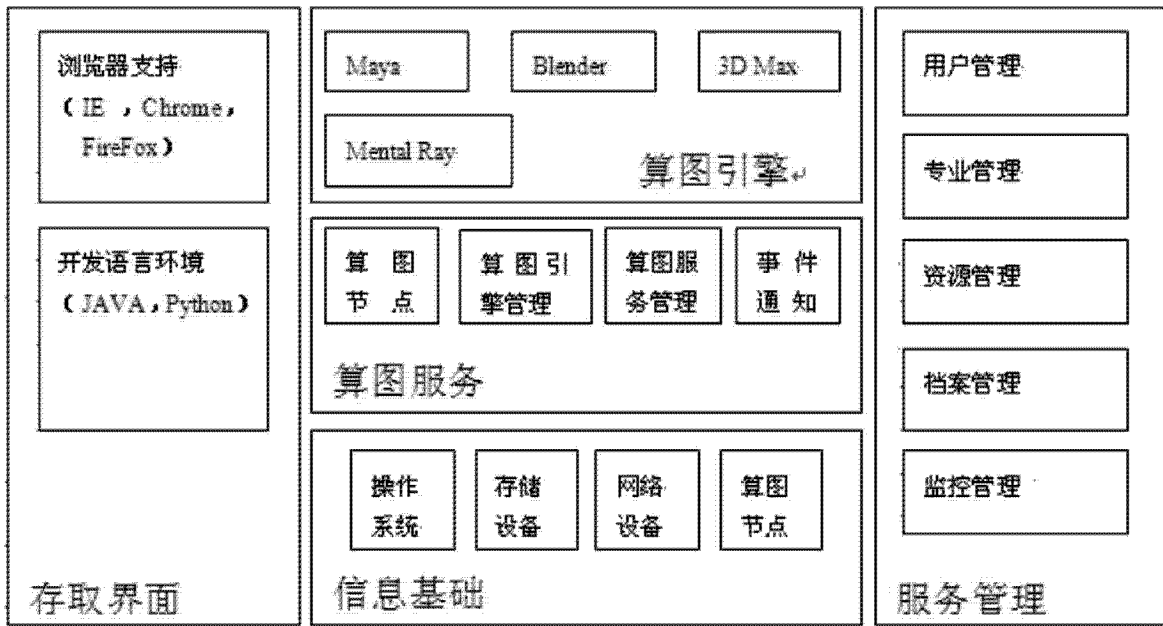 浏览器支持
（IE ，Chrome，
FireFox）
开发语言环境
（JAVA，Python）
存取界面
Maya
Blender
3D Max
Mental Ray
算图引擎
算 图
节 点
算 图 引
擎管理
算图服
务管理
事 件
通 知
算图服务
操作
系统
存储
设备
网络
设备
算图
节点
信息基础
用户管理
专业管理
资源管理
档案管理
监控管理
服务管理